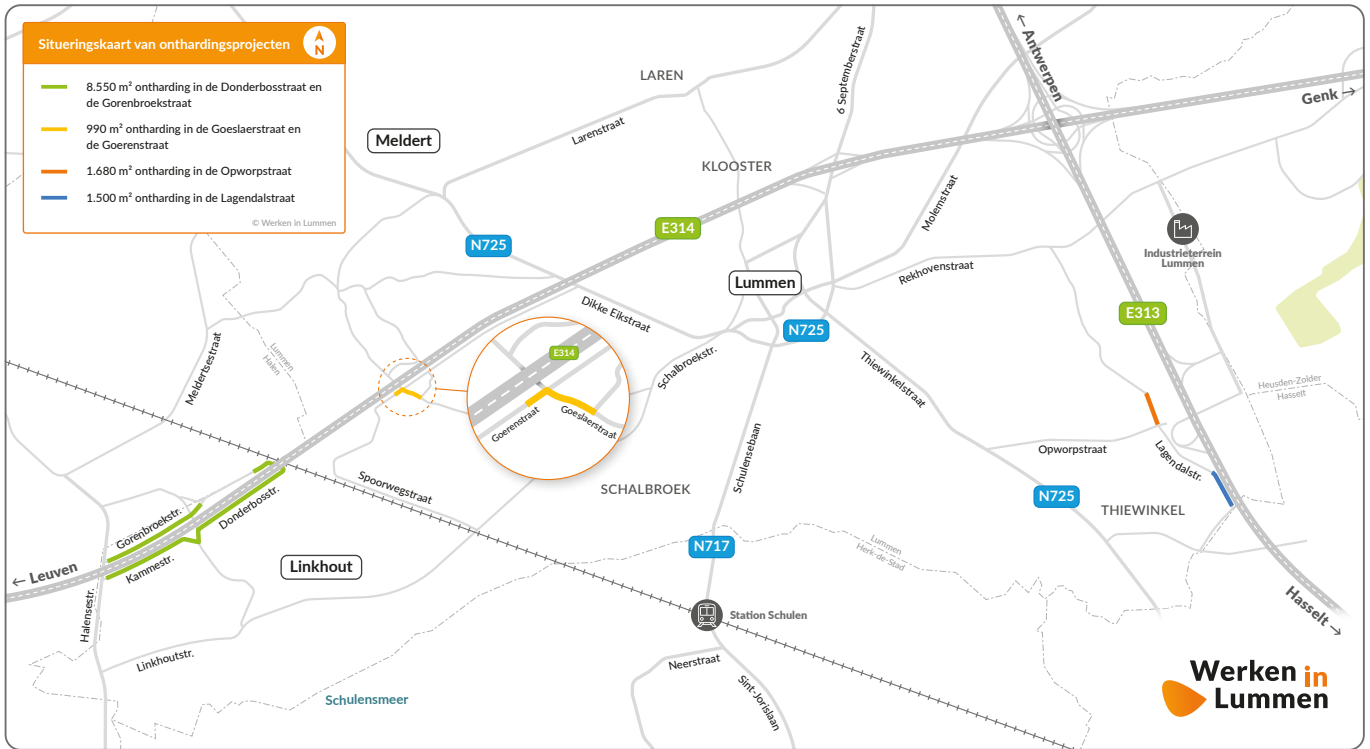 Situeringskaart van onthardingsprojecten
A
N
8.550 m² ontharding in de Donderbosstraat en
de Gorenbroekstraat
990 m² ontharding in de Goeslaerstraat en
de Goerenstraat
1.680 m² ontharding in de Opworpstraat
1.500 m² ontharding in de Lagendalstraat
© Werken in Lummen
LAREN
6 Septemberstraat
← Antwerpen
Genk →
Meldert
Larenstraat
KLOOSTER
Molemstraat
E314
N725
Industrieterrein
Lummen
Rekhovenstraat
Lummen
Dikke Eikstraat
E313
N725
Meldertsestraat
Lummen
Halen
E314
Schalbroekstr.
Thiewinkelstraat
Heusden-Zolder
Hasselt
Goerenstraat
Goeslaerstraat
Schulensebaan
Opworpstraat
Lagendalstr.
Spoorwegstraat
SCHALBROEK
N725
THIEWINKEL
Gorenbroekstr.
Donderbosstr.
Kammestr.
← Leuven
Linkhout
N717
Lummen
Herk-de-Stad
Halensestr.
Station Schulen
Hasselt →
Linkhoutstr.
Neerstraat
Sint-Jorislaan
Schulensmeer
Werken in
Lummen